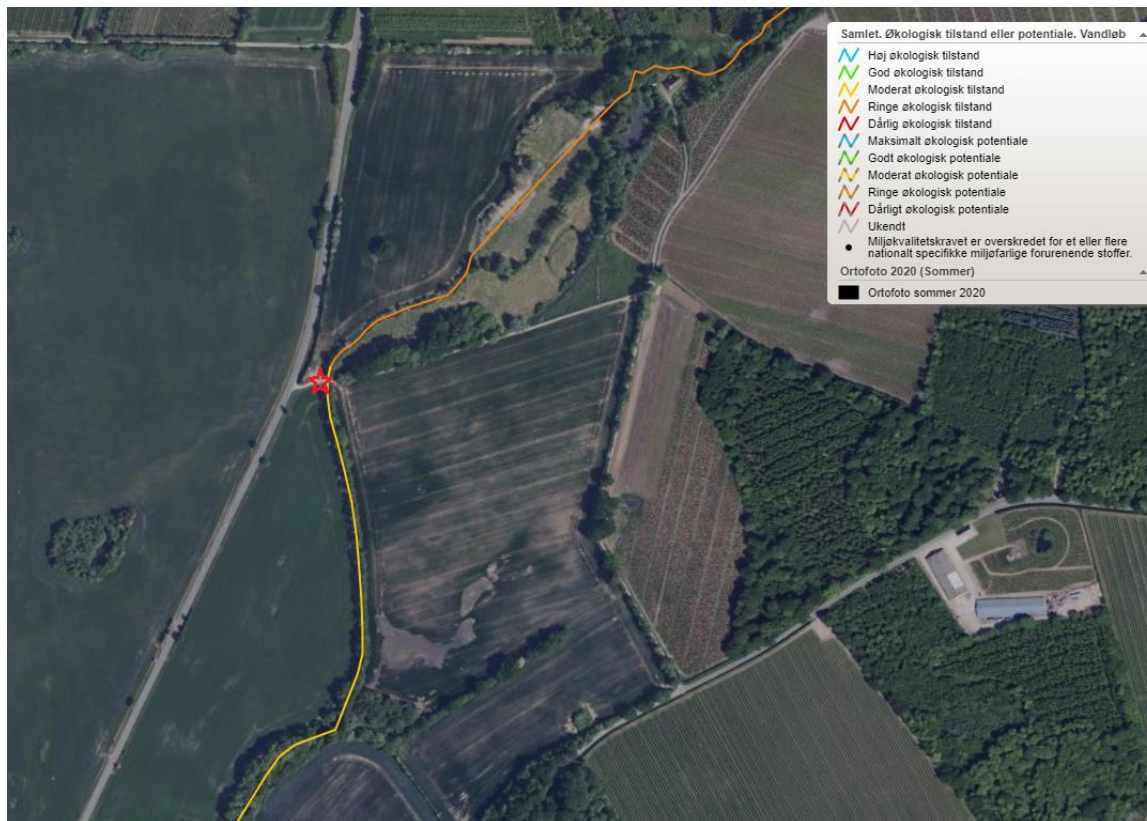 Samlet. Økologisk tilstand eller potentiale. Vandløb
Høj økologisk tilstand
God økologisk tilstand
Moderat økologisk tilstand
Ringe økologisk tilstand
Dårlig økologisk tilstand
Maksimalt økologisk potentiale
Godt økologisk potentiale
Moderat økologisk potentiale
Ringe økologisk potentiale
Dårligt økologisk potentiale
Ukendt
Miljøkvalitetskravet er overskredet for et eller flere
nationalt specifikke miljøfarlige forurenende stoffer.
Ortofoto 2020 (Sommer)
Ortofoto sommer 2020